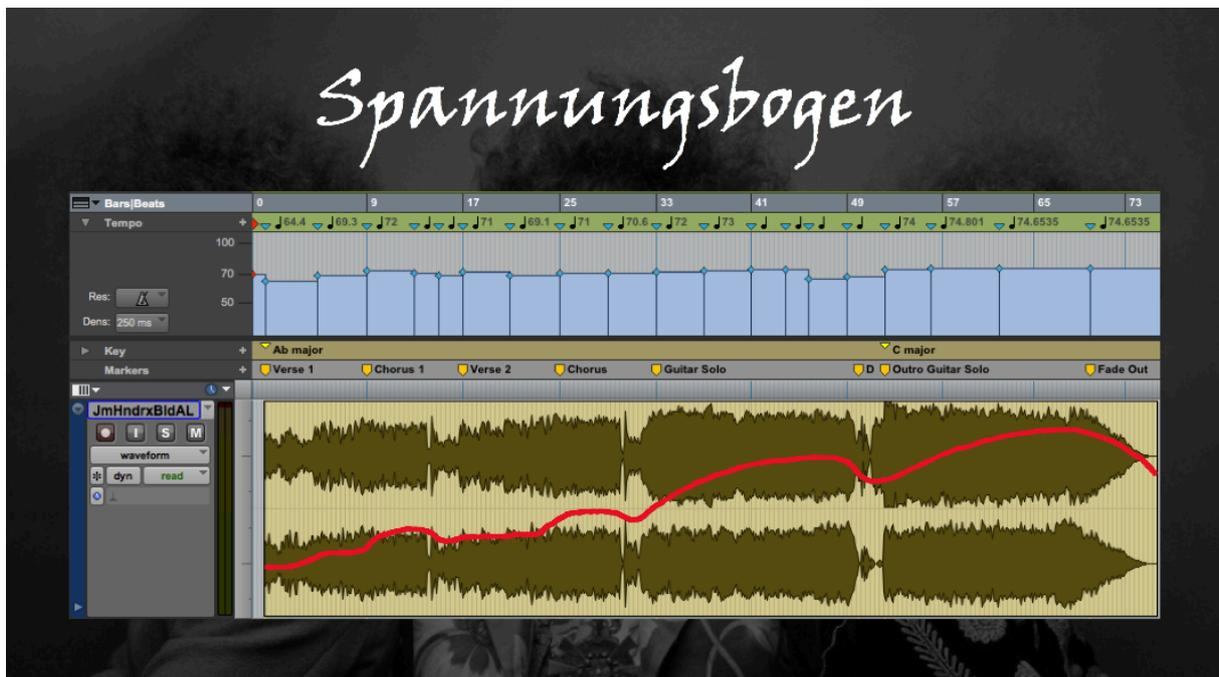 Spannungsbogen
Bars|Beats 0 9 17 25 33 41 49 57 65 73
Tempo + 64.4 69.3 72 71 69.1 71 70.6 72 73 74 74.801 74.6535 74.6535
100
70
50
Res:
Dens: 250 ms
Key + Ab major C major
Markers + Verse 1 Chorus 1 Verse 2 Chorus Guitar Solo D Outro Guitar Solo Fade Out
JmHndrxBldAL
I S M
waveform
dyn read